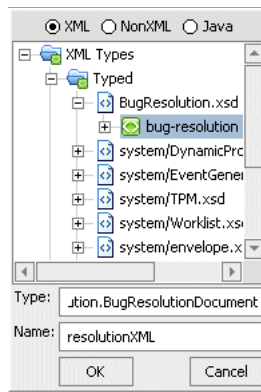 XML NonXML Java
XML Types
Typed
BugResolution.xsd
bug-resolution
system/DynamicPrc
system/EventGener
system/TPM.xsd
system/Worklist.xs
system/envelope.x
Type: ution.BugResolutionDocument
Name: resolutionXML
OK Cancel